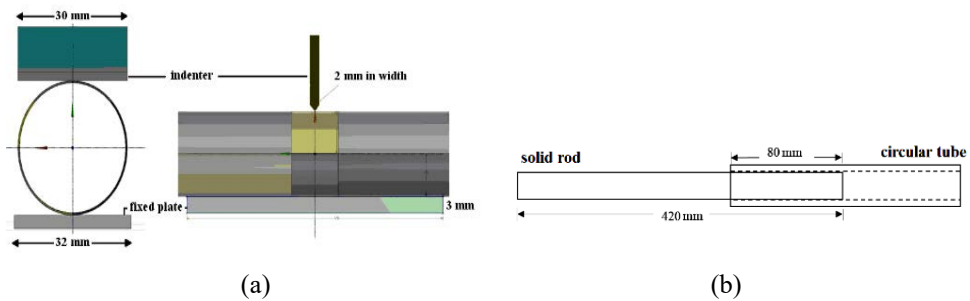 30 mm
indenter
2 mm in width
fixed plate
3 mm
32 mm
(a)
solid rod
80 mm
circular tube
420 mm
(b)